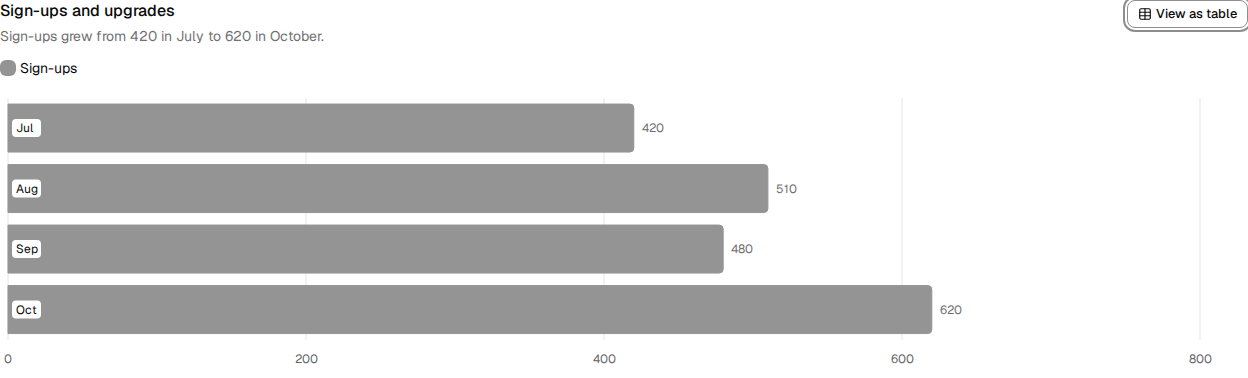 Sign-ups and upgrades
View as table
Sign-ups grew from 420 in July to 620 in October.
Sign-ups
Jul 420
Aug 510
Sep 480
Oct 620
0 200 400 600 800